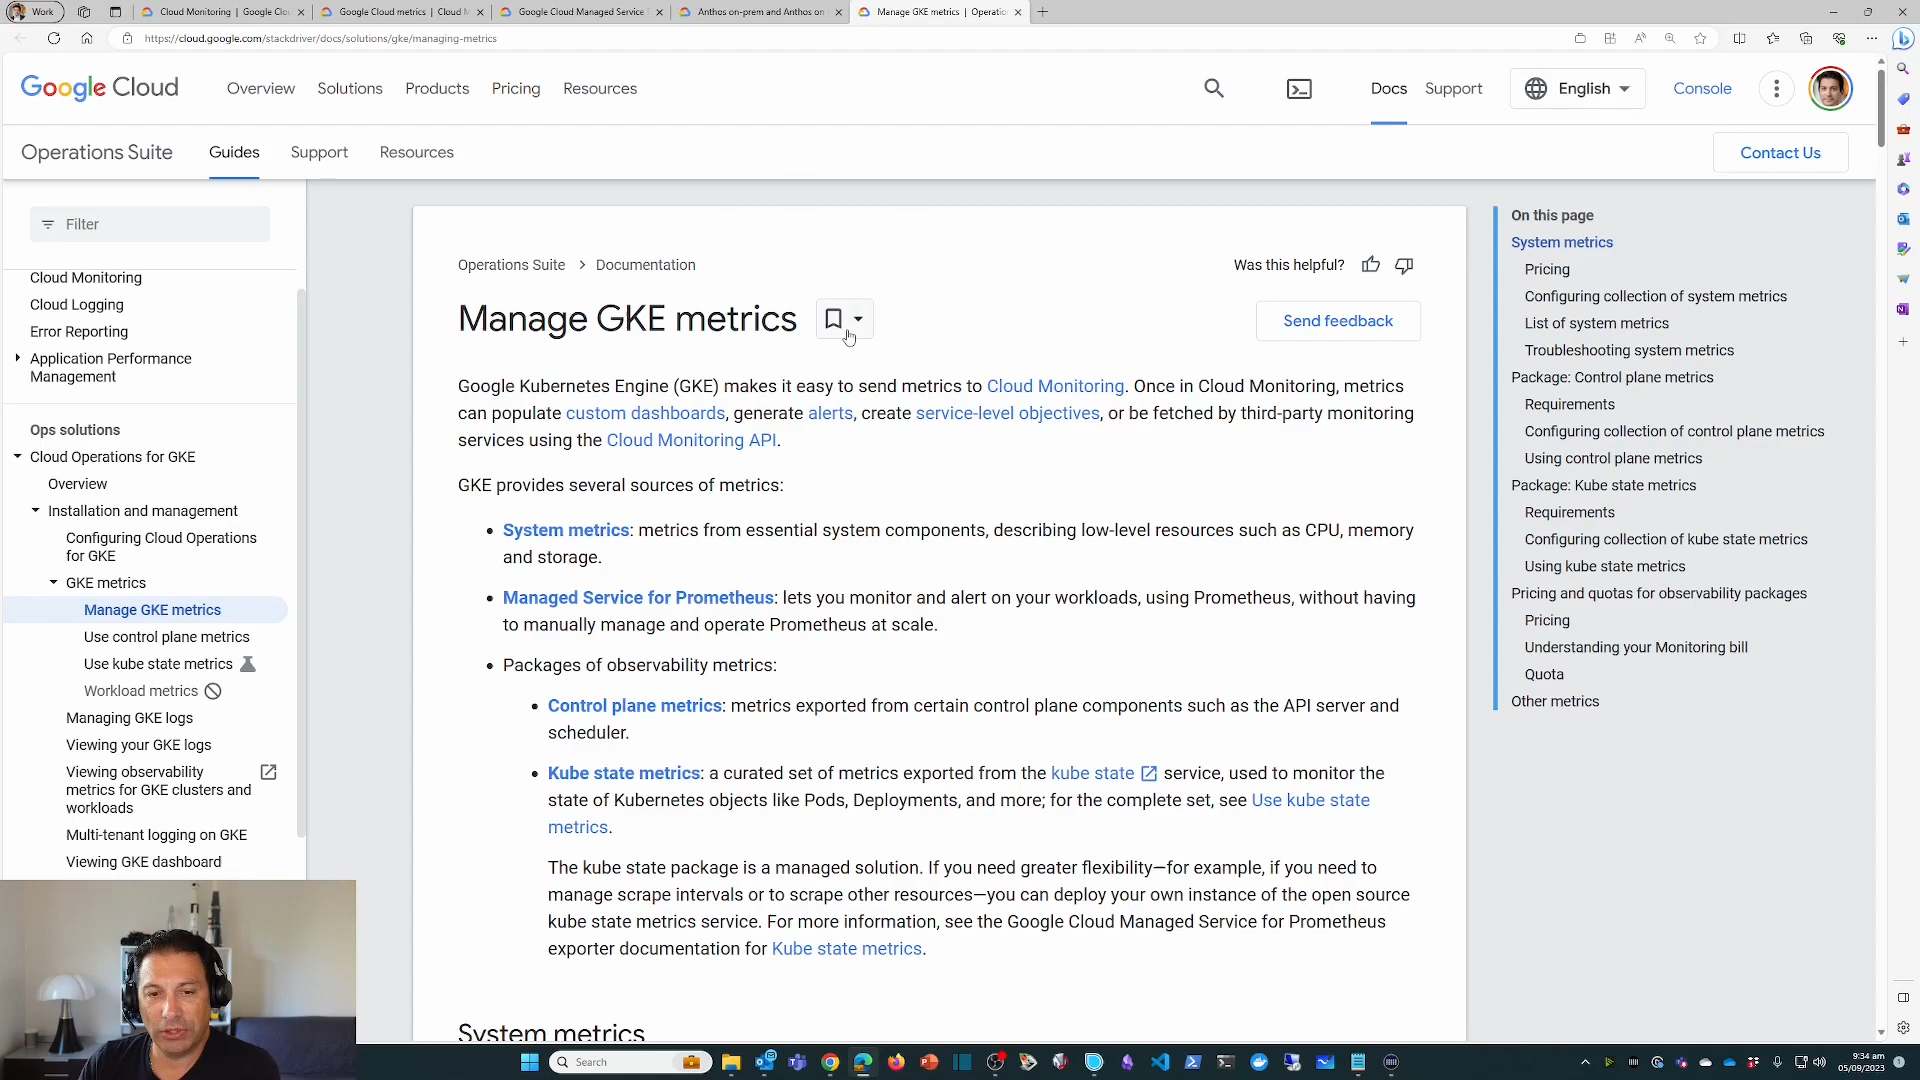 Work
Cloud Monitoring | Google Clo
Google Cloud metrics | Cloud M
Google Cloud Managed Service
Anthos on-prem and Anthos on
Manage GKE metrics | Operatio
https://cloud.google.com/stackdriver/docs/solutions/gke/managing-metrics
Google Cloud
Overview Solutions Products Pricing Resources
Docs Support English Console
Operations Suite Guides Support Resources
Contact Us
Filter
Cloud Monitoring
Cloud Logging
Error Reporting
Application Performance
Management
Ops solutions
Cloud Operations for GKE
Overview
Installation and management
Configuring Cloud Operations
for GKE
GKE metrics
Manage GKE metrics
Use control plane metrics
Use kube state metrics
Workload metrics
Managing GKE logs
Viewing your GKE logs
Viewing observability
metrics for GKE clusters and
workloads
Multi-tenant logging on GKE
Viewing GKE dashboard
Operations Suite > Documentation
Was this helpful?
Manage GKE metrics
Send feedback
Google Kubernetes Engine (GKE) makes it easy to send metrics to Cloud Monitoring. Once in Cloud Monitoring, metrics
can populate custom dashboards, generate alerts, create service-level objectives, or be fetched by third-party monitoring
services using the Cloud Monitoring API.
GKE provides several sources of metrics:
• System metrics: metrics from essential system components, describing low-level resources such as CPU, memory
and storage.
• Managed Service for Prometheus: lets you monitor and alert on your workloads, using Prometheus, without having
to manually manage and operate Prometheus at scale.
• Packages of observability metrics:
• Control plane metrics: metrics exported from certain control plane components such as the API server and
scheduler.
• Kube state metrics: a curated set of metrics exported from the kube state service, used to monitor the
state of Kubernetes objects like Pods, Deployments, and more; for the complete set, see Use kube state
metrics.
The kube state package is a managed solution. If you need greater flexibility—for example, if you need to
manage scrape intervals or to scrape other resources—you can deploy your own instance of the open source
kube state metrics service. For more information, see the Google Cloud Managed Service for Prometheus
exporter documentation for Kube state metrics.
System metrics
On this page
System metrics
Pricing
Configuring collection of system metrics
List of system metrics
Troubleshooting system metrics
Package: Control plane metrics
Requirements
Configuring collection of control plane metrics
Using control plane metrics
Package: Kube state metrics
Requirements
Configuring collection of kube state metrics
Using kube state metrics
Pricing and quotas for observability packages
Pricing
Understanding your Monitoring bill
Quota
Other metrics
Search
9:34 am
05/09/2023